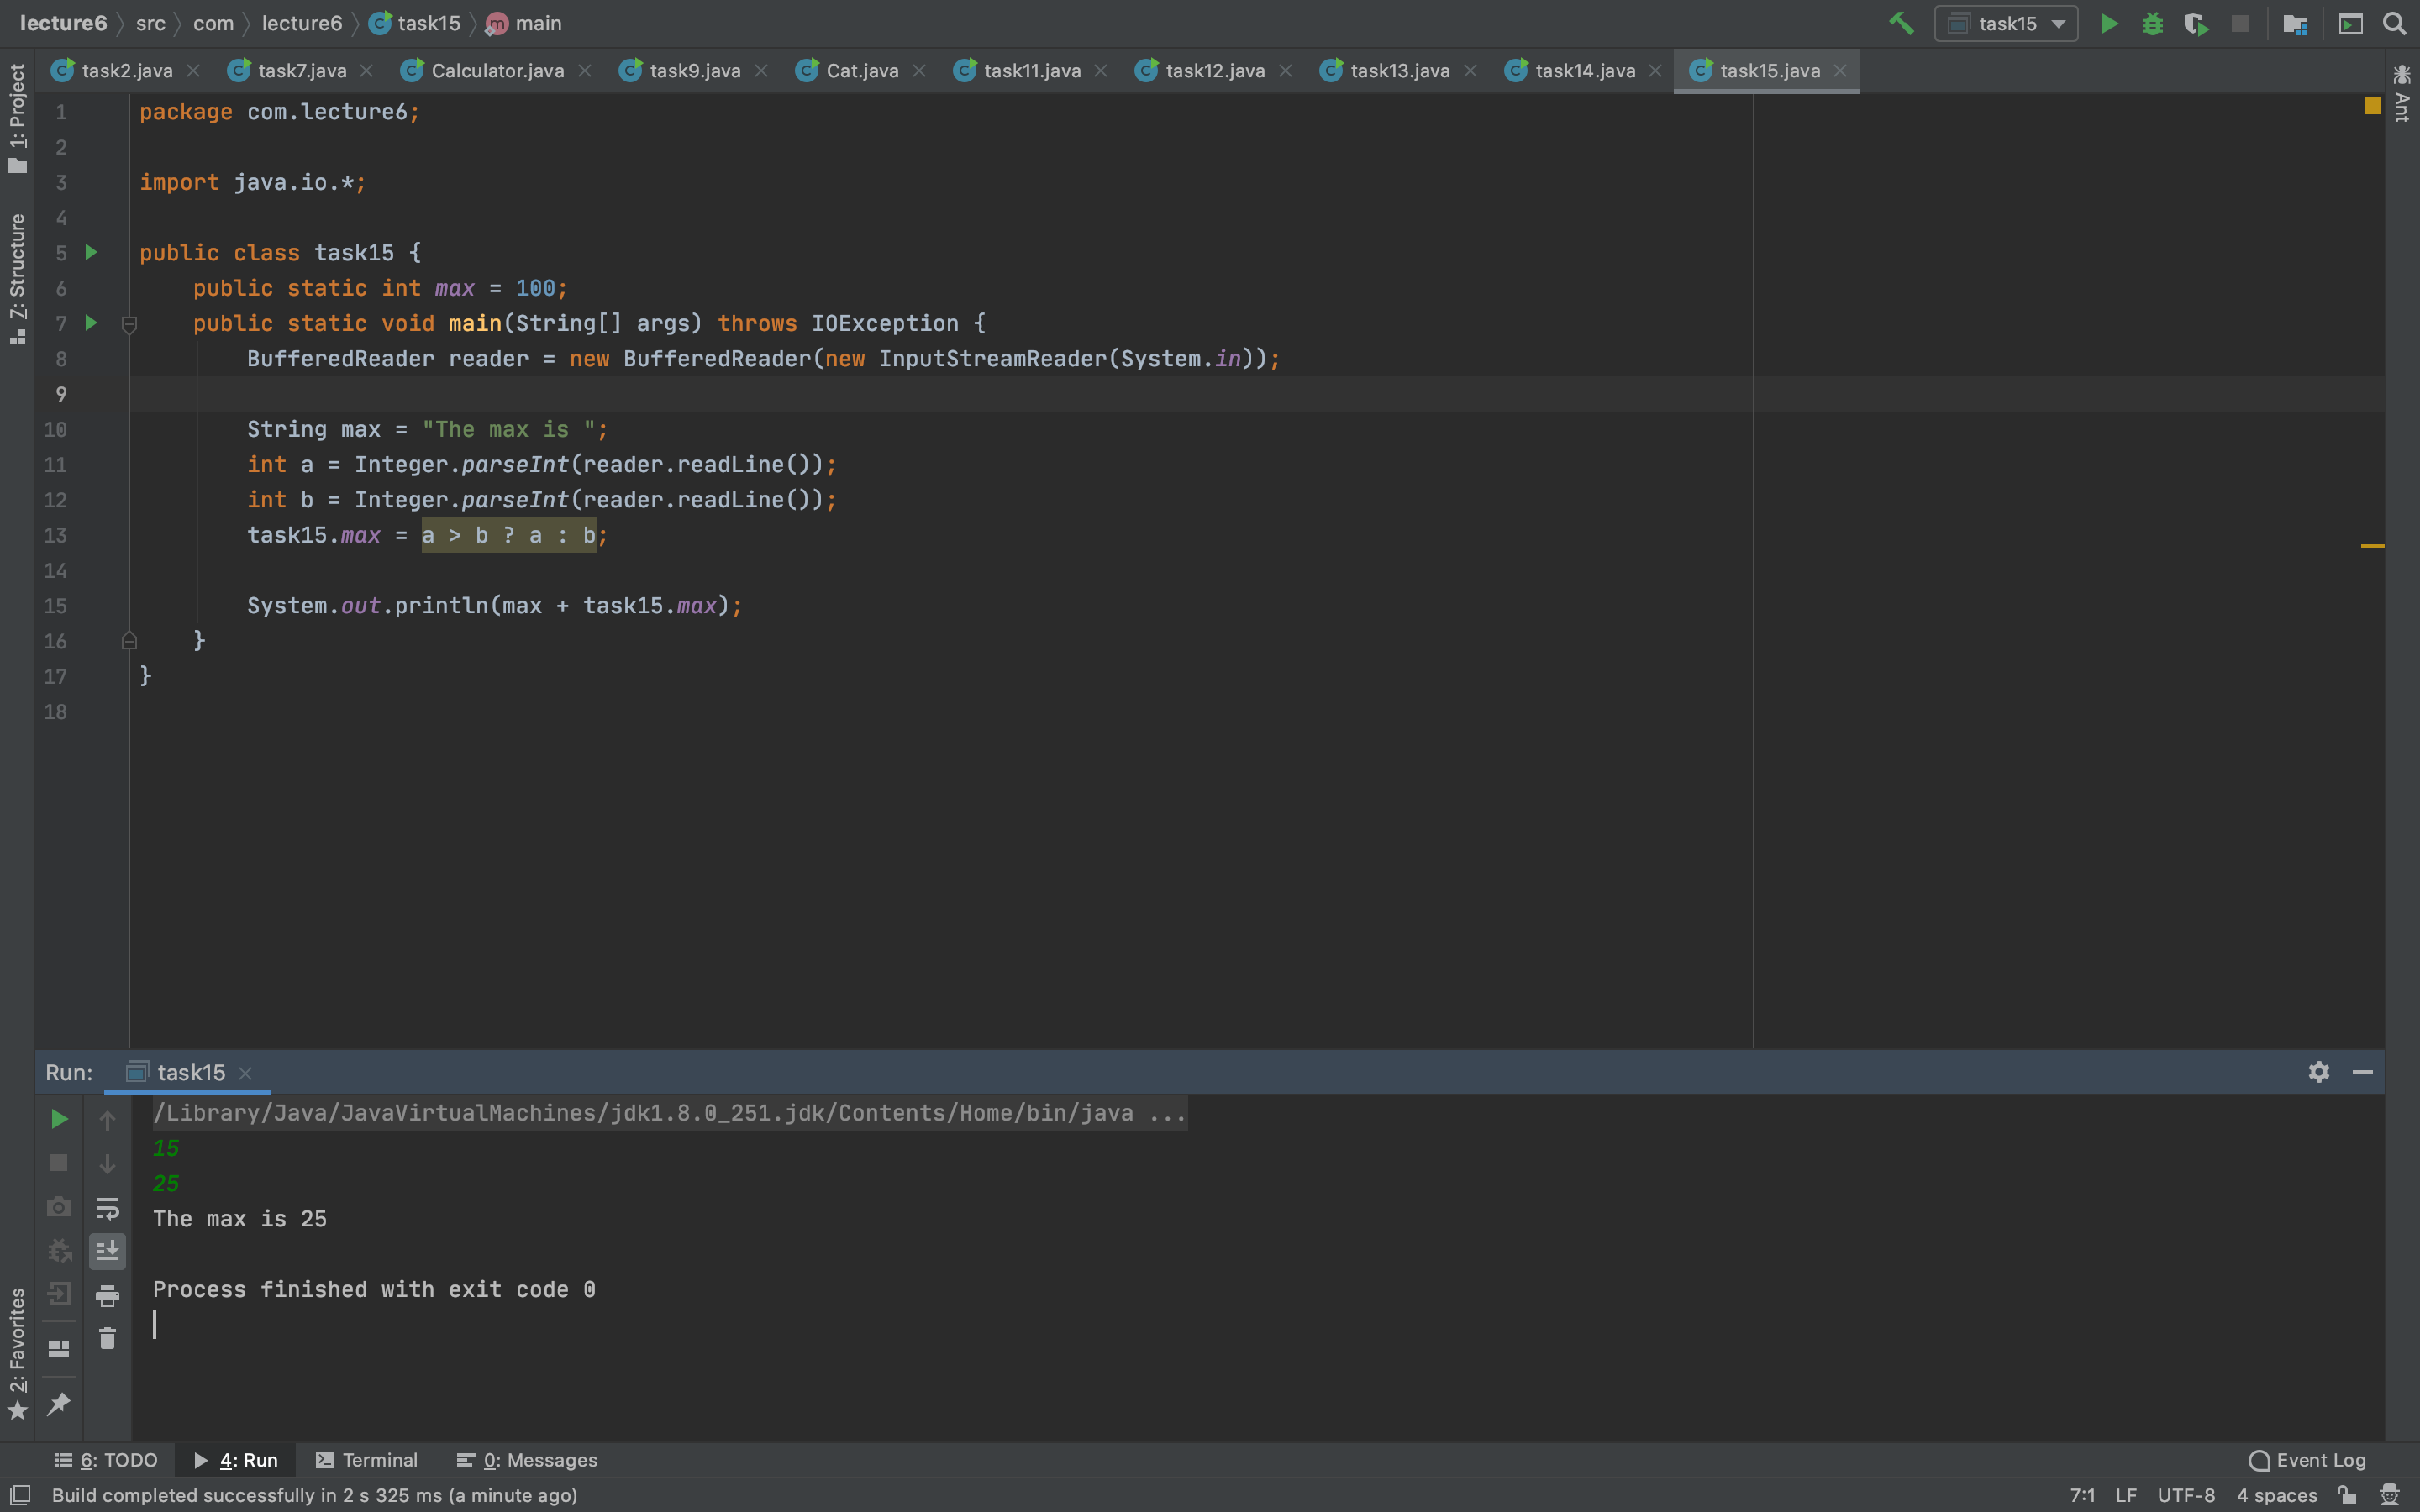 lecture6 src com lecture6 task15 main
task15
task2.java task7.java Calculator.java task9.java Cat.java task11.java task12.java task13.java task14.java task15.java
1: Project
7: Structure
2: Favorites
Ant
1 package com.lecture6;
2
3 import java.io.*;
4
5 public class task15 {
6 public static int max = 100;
7 public static void main(String[] args) throws IOException {
8 BufferedReader reader = new BufferedReader(new InputStreamReader(System.in));
9
10 String max = "The max is ";
11 int a = Integer.parseInt(reader.readLine());
12 int b = Integer.parseInt(reader.readLine());
13 task15.max = a > b ? a : b;
14
15 System.out.println(max + task15.max);
16 }
17 }
18
Run: task15
/Library/Java/JavaVirtualMachines/jdk1.8.0_251.jdk/Contents/Home/bin/java ...
15
25
The max is 25
Process finished with exit code 0
6: TODO 4: Run Terminal 0: Messages Event Log
Build completed successfully in 2 s 325 ms (a minute ago) 7:1 LF UTF-8 4 spaces